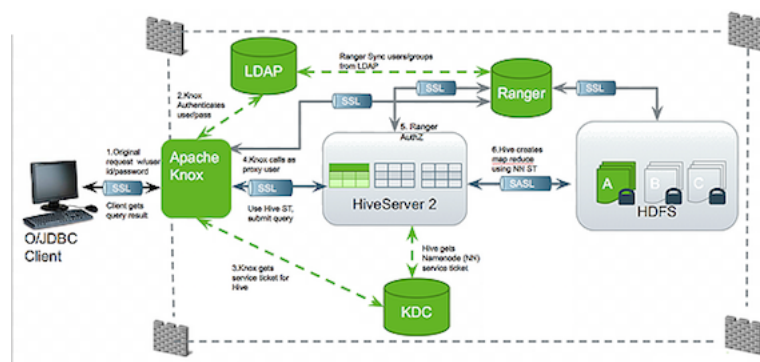 LDAP
Ranger Sync users/groups
from LDAP
Ranger
SSL
SSL
SSL
2.Knox
Authenticates
user/pass
5. Ranger
AuthZ
1.Original
request w/user
id/password
SSL
Client gets
query result
O/JDBC
Client
Apache
Knox
4.Knox calls as
proxy user
SSL
Use Hive ST,
submit query
HiveServer 2
6.Hive creates
map reduce
using NN ST
SASL
A
B
C
HDFS
3.Knox gets
service ticket for
Hive
Hive gets
Namenode (NN)
service ticket
KDC